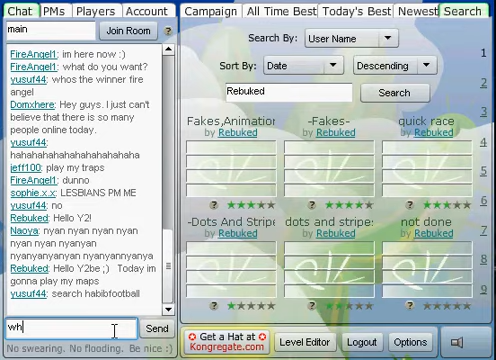 Chat PMs Players Account
main Join Room
FireAngel1: im here now :)
FireAngel1: what do you want?
yusuf44: whos the winner fire
angel
Domxhere: Hey guys. I just can't
believe that there is so many
people online today.
yusuf44:
hahahahahahahahahahaha
jeff100: play my traps
FireAngel1: dunno
sophie.x.x: LESBIANS PM ME
yusuf44: no
Rebuked: Hello Y2!
Naoya: nyan nyan nyan nyan
nyan nyan nyanyan
nyanyanyanyan nyanyannyanya
Rebuked: Hello Y2be ;) Today im
gonna play my maps
yusuf44: search habibfootball
wh Send
No swearing. No flooding. Be nice :)
Campaign All Time Best Today's Best Newest Search
Search By: User Name
Sort By: Date Descending
Rebuked Search
Fakes,Animation -Fakes- quick race
by Rebuked by Rebuked by Rebuked
? ? ?
-Dots And Stripe dots and stripe: not done
by Rebuked by Rebuked by Rebuked
? ? ?
1
2
3
4
5
6
7
8
9
Get a Hat at
Kongregate.com
Level Editor Logout Options